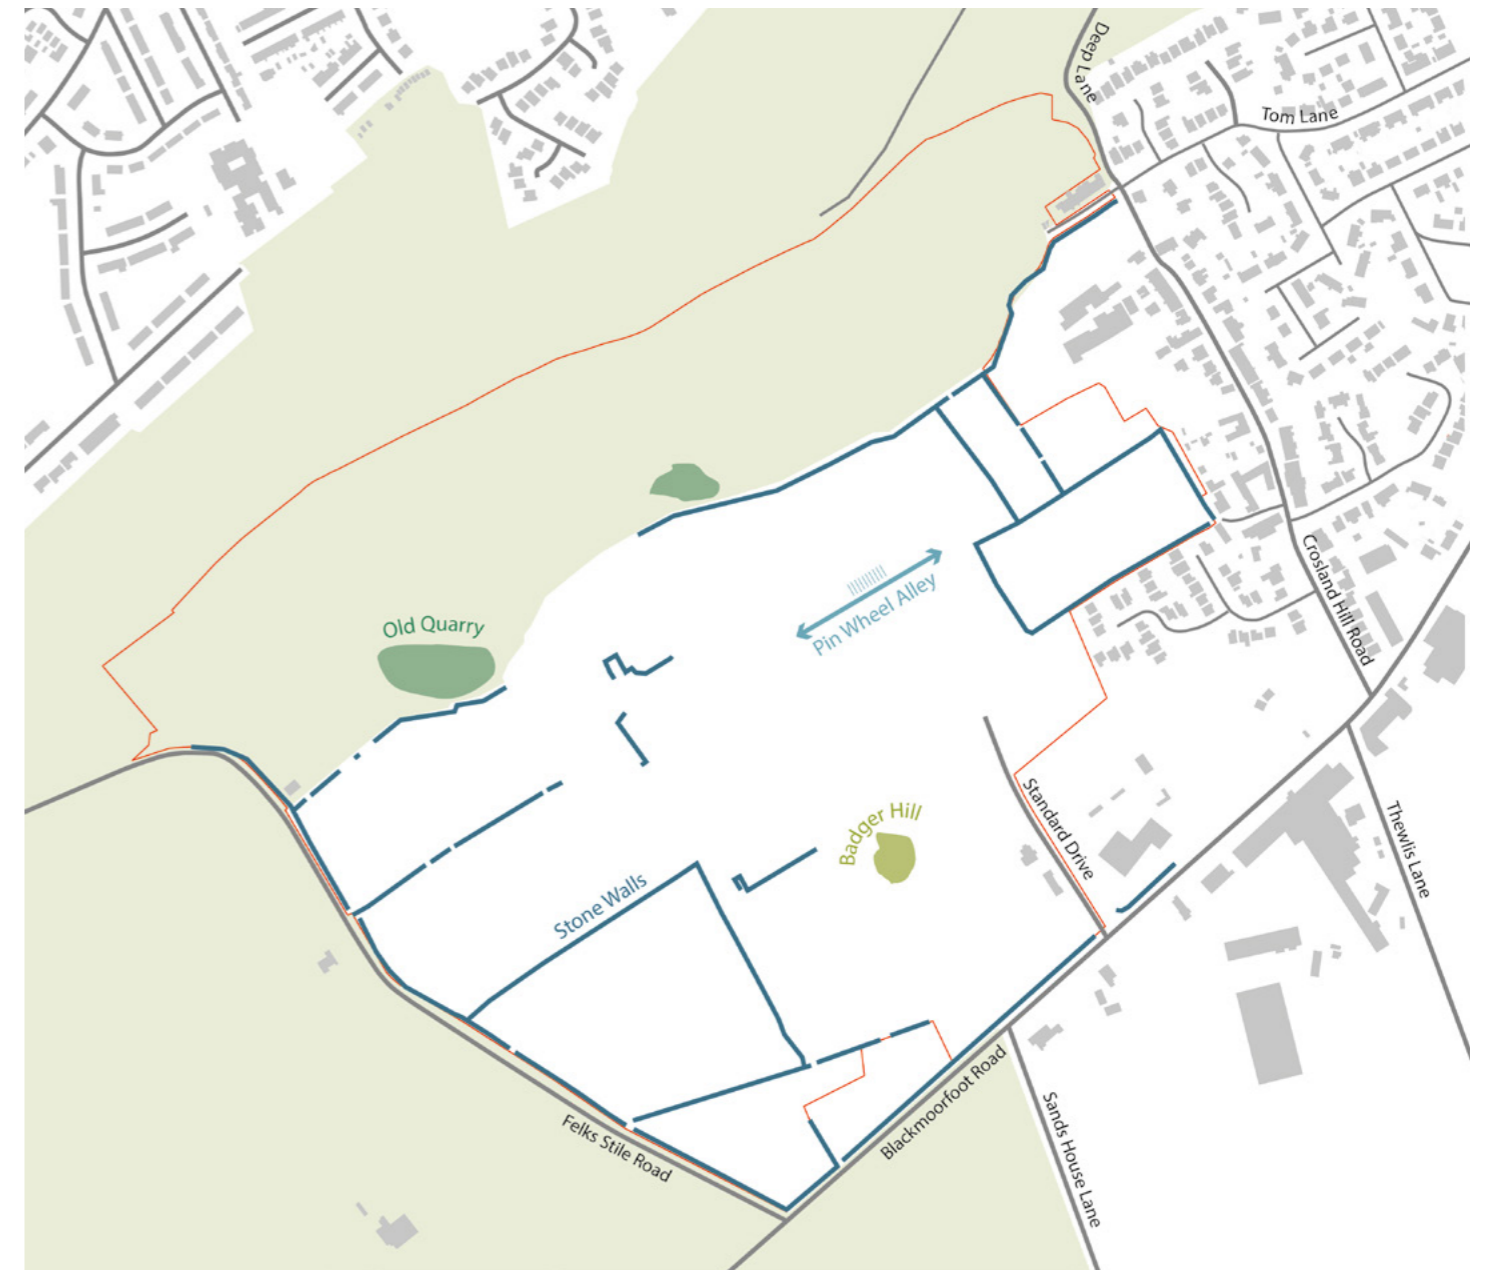 Deep Lane
Tom Lane
Crosland Hill Road
Pin Wheel Alley
Old Quarry
Standard Drive
Badger Hill
Thewlis Lane
Stone Walls
Blackmoorfoot Road
Sands House Lane
Felks Stile Road